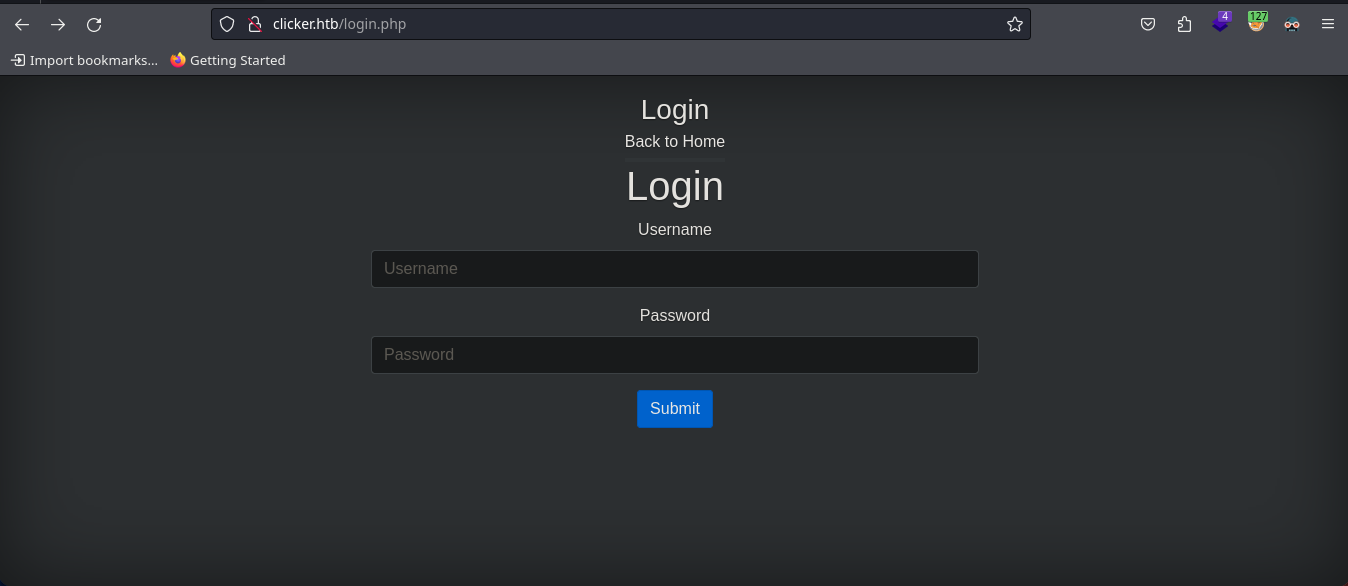 clicker.htb/login.php
4
127
Import bookmarks...
Getting Started
Login
Back to Home
Login
Username
Username
Password
Password
Submit